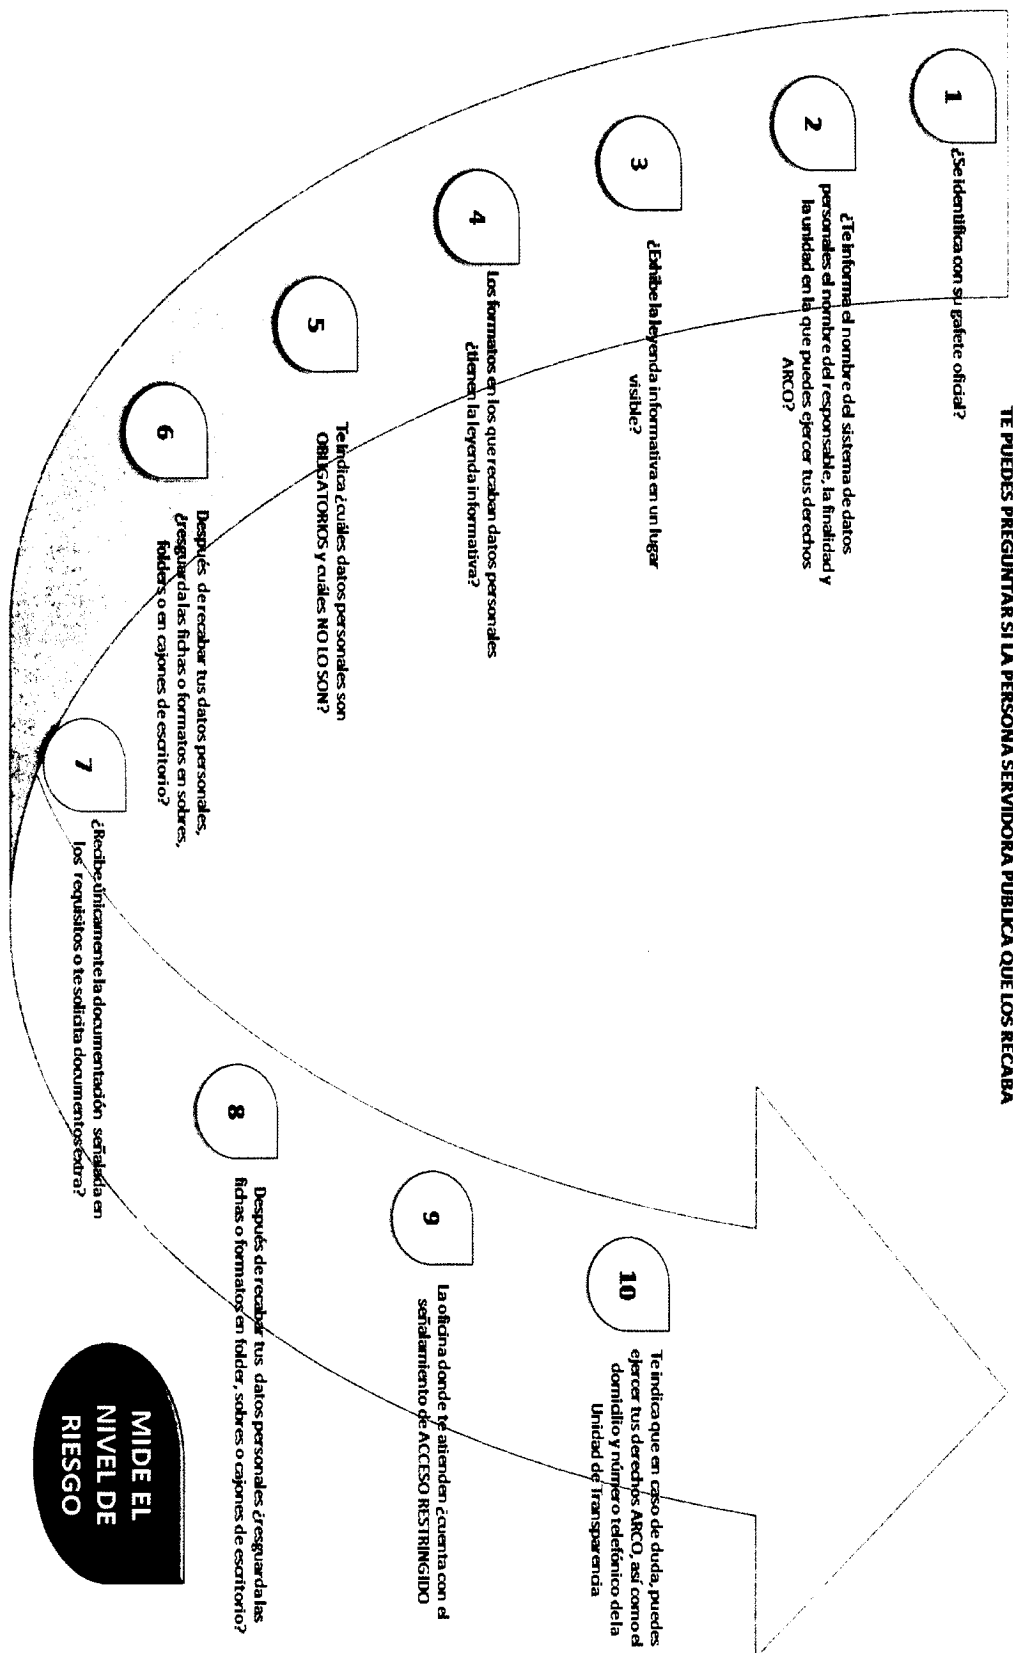 TE PUEDES PREGUNTAR SI LA PERSONA SERVIDORA PUBLICA QUE LOS RECABA
1
¿Se identifica con su gafete oficial?
2
¿Te informa el nombre del sistema de datos
personales el nombre del responsable, la finalidad y
la unidad en la que puedes ejercer tus derechos
ARCO?
3
¿Exhibe la leyenda informativa en un lugar
visible?
4
Los formatos en los que recaban datos personales
¿tienen la leyenda informativa?
5
Te indica ¿cuáles datos personales son
OBLIGATORIOS y cuáles NO LO SON?
6
Después de recabar tus datos personales,
¿resguarda las fichas o formatos en sobres,
folders o en cajones de escritorio?
7
¿Recibe únicamente la documentación señalada en
los requisitos o te solicita documentos extra?
8
Después de recabar tus datos personales ¿resguarda las
fichas o formatos en folder, sobres o cajones de escritorio?
9
La oficina donde te atienden ¿cuenta con el
señalamiento de ACCESO RESTRINGIDO
10
Te indica que en caso de duda, puedes
ejercer tus derechos ARCO, así como el
domicilio y número telefónico de la
Unidad de Transparencia
MIDE EL
NIVEL DE
RIESGO